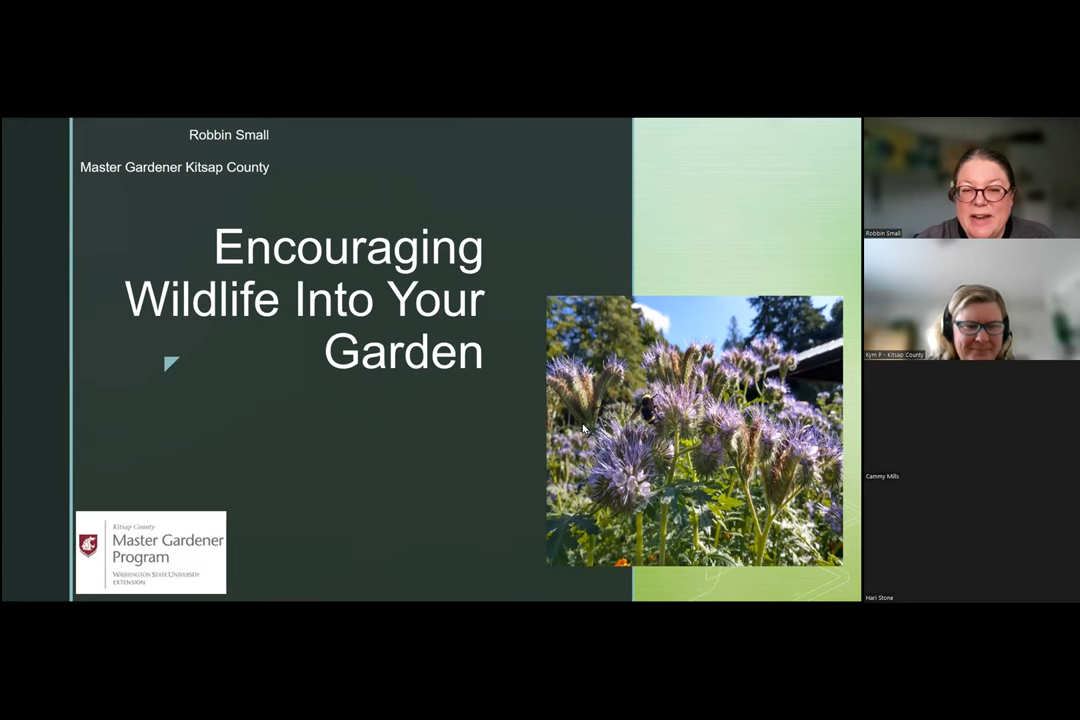 Robbin Small
Master Gardener Kitsap County
Encouraging
Wildlife Into Your
Garden
Kitsap County
Master Gardener
Program
WASHINGTON STATE UNIVERSITY
EXTENSION
Robbin Small
Kym P - Kitsap County
Cammy Mills
Hari Stone